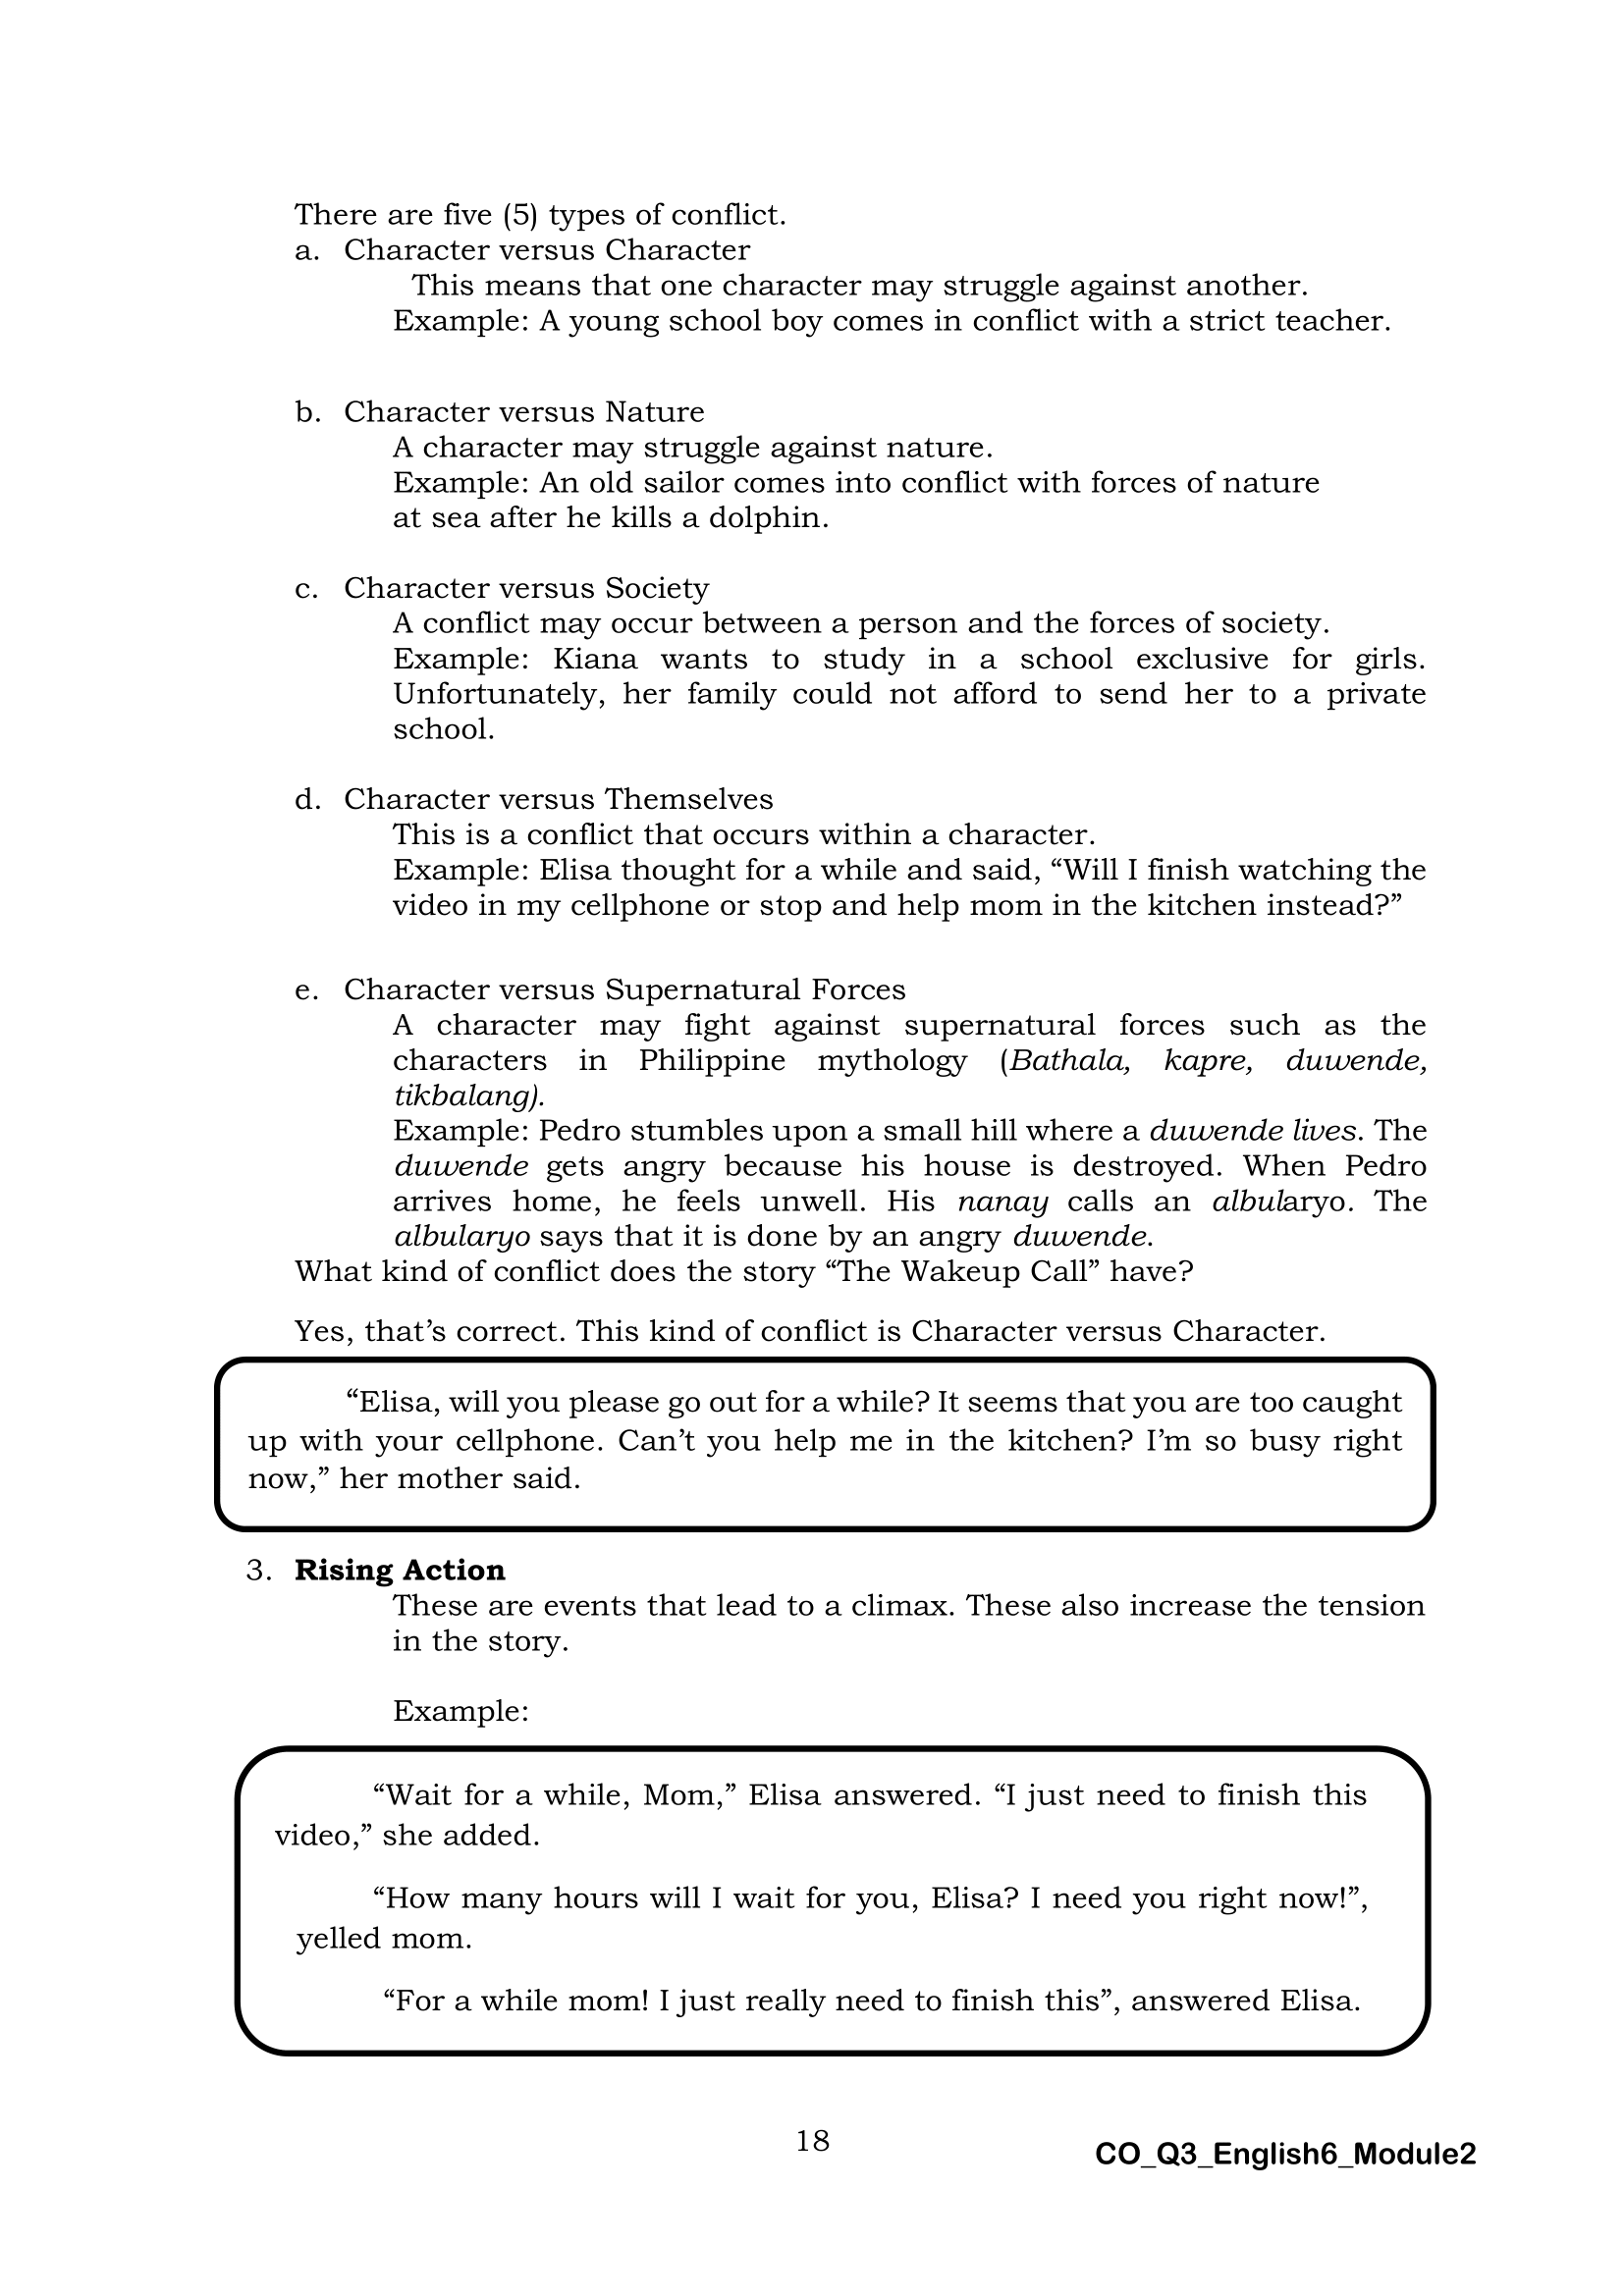 There are five (5) types of conflict.
a. Character versus Character
This means that one character may struggle against another.
Example: A young school boy comes in conflict with a strict teacher.
b. Character versus Nature
A character may struggle against nature.
Example: An old sailor comes into conflict with forces of nature
at sea after he kills a dolphin.
c. Character versus Society
A conflict may occur between a person and the forces of society.
Example: Kiana wants to study in a school exclusive for girls.
Unfortunately, her family could not afford to send her to a private
school.
d. Character versus Themselves
This is a conflict that occurs within a character.
Example: Elisa thought for a while and said, “Will I finish watching the
video in my cellphone or stop and help mom in the kitchen instead?”
e. Character versus Supernatural Forces
A character may fight against supernatural forces such as the
characters in Philippine mythology (Bathala, kapre, duwende,
tikbalang).
Example: Pedro stumbles upon a small hill where a duwende lives. The
duwende gets angry because his house is destroyed. When Pedro
arrives home, he feels unwell. His nanay calls an albularyo. The
albularyo says that it is done by an angry duwende.
What kind of conflict does the story “The Wakeup Call” have?
Yes, that’s correct. This kind of conflict is Character versus Character.
“Elisa, will you please go out for a while? It seems that you are too caught
up with your cellphone. Can’t you help me in the kitchen? I’m so busy right
now,” her mother said.
3. Rising Action
These are events that lead to a climax. These also increase the tension
in the story.
Example:
“Wait for a while, Mom,” Elisa answered. “I just need to finish this
video,” she added.
“How many hours will I wait for you, Elisa? I need you right now!”,
yelled mom.
“For a while mom! I just really need to finish this”, answered Elisa.
18
CO_Q3_English6_Module2